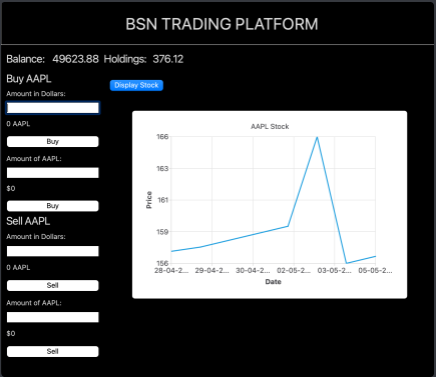 BSN TRADING PLATFORM
Balance: 49623.88 Holdings: 376.12
Buy AAPL
Display Stock
Amount in Dollars:
0 AAPL
Buy
Amount of AAPL:
$0
Buy
Sell AAPL
Amount in Dollars:
0 AAPL
Sell
Amount of AAPL:
$0
Sell
AAPL Stock
Price
166
163
161
159
156
28-04-2... 29-04-2... 30-04-2... 02-05-2... 03-05-2... 05-05-2...
Date